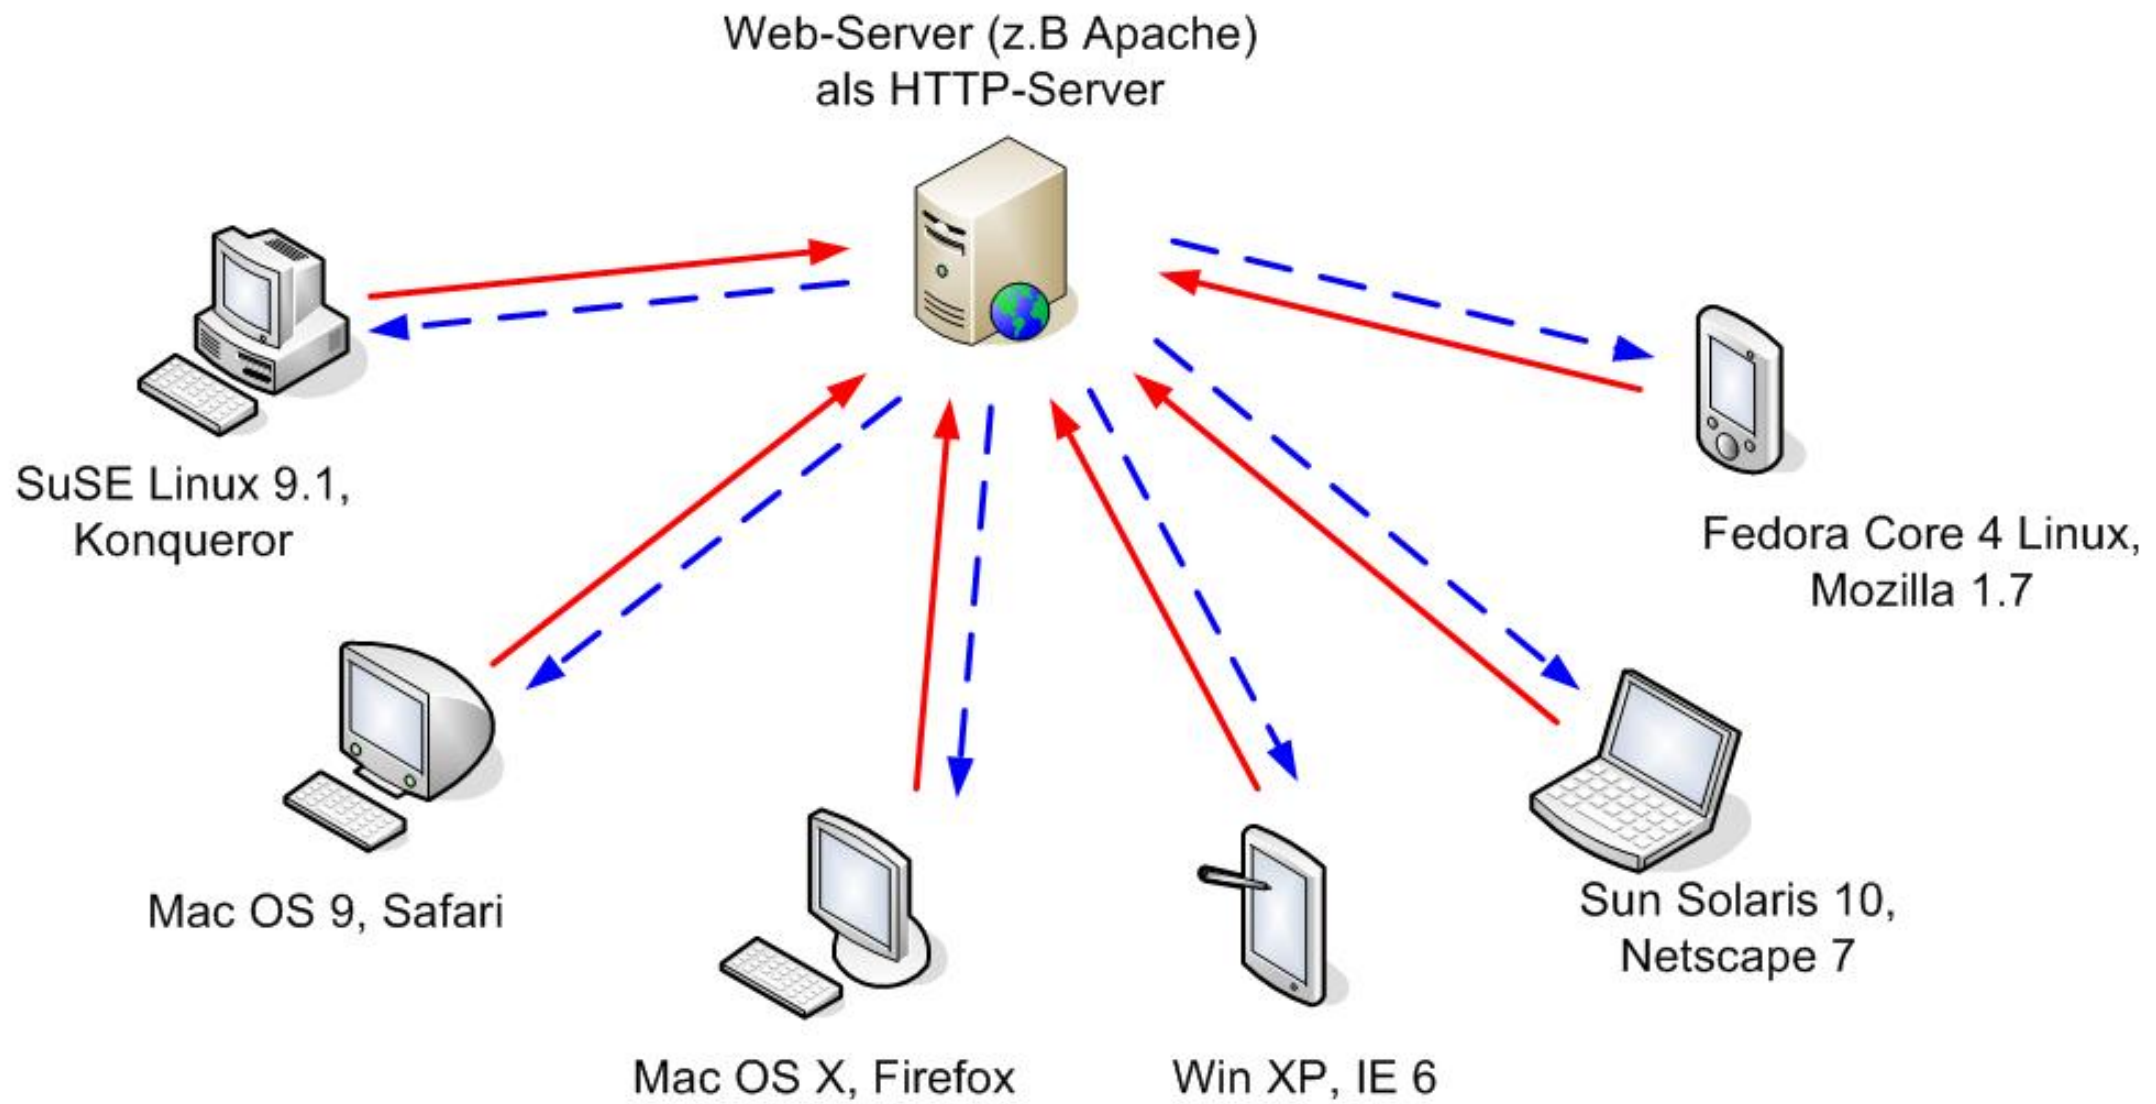 Web-Server (z.B Apache)
als HTTP-Server
SuSE Linux 9.1,
Konqueror
Fedora Core 4 Linux,
Mozilla 1.7
Mac OS 9, Safari
Sun Solaris 10,
Netscape 7
Mac OS X, Firefox
Win XP, IE 6